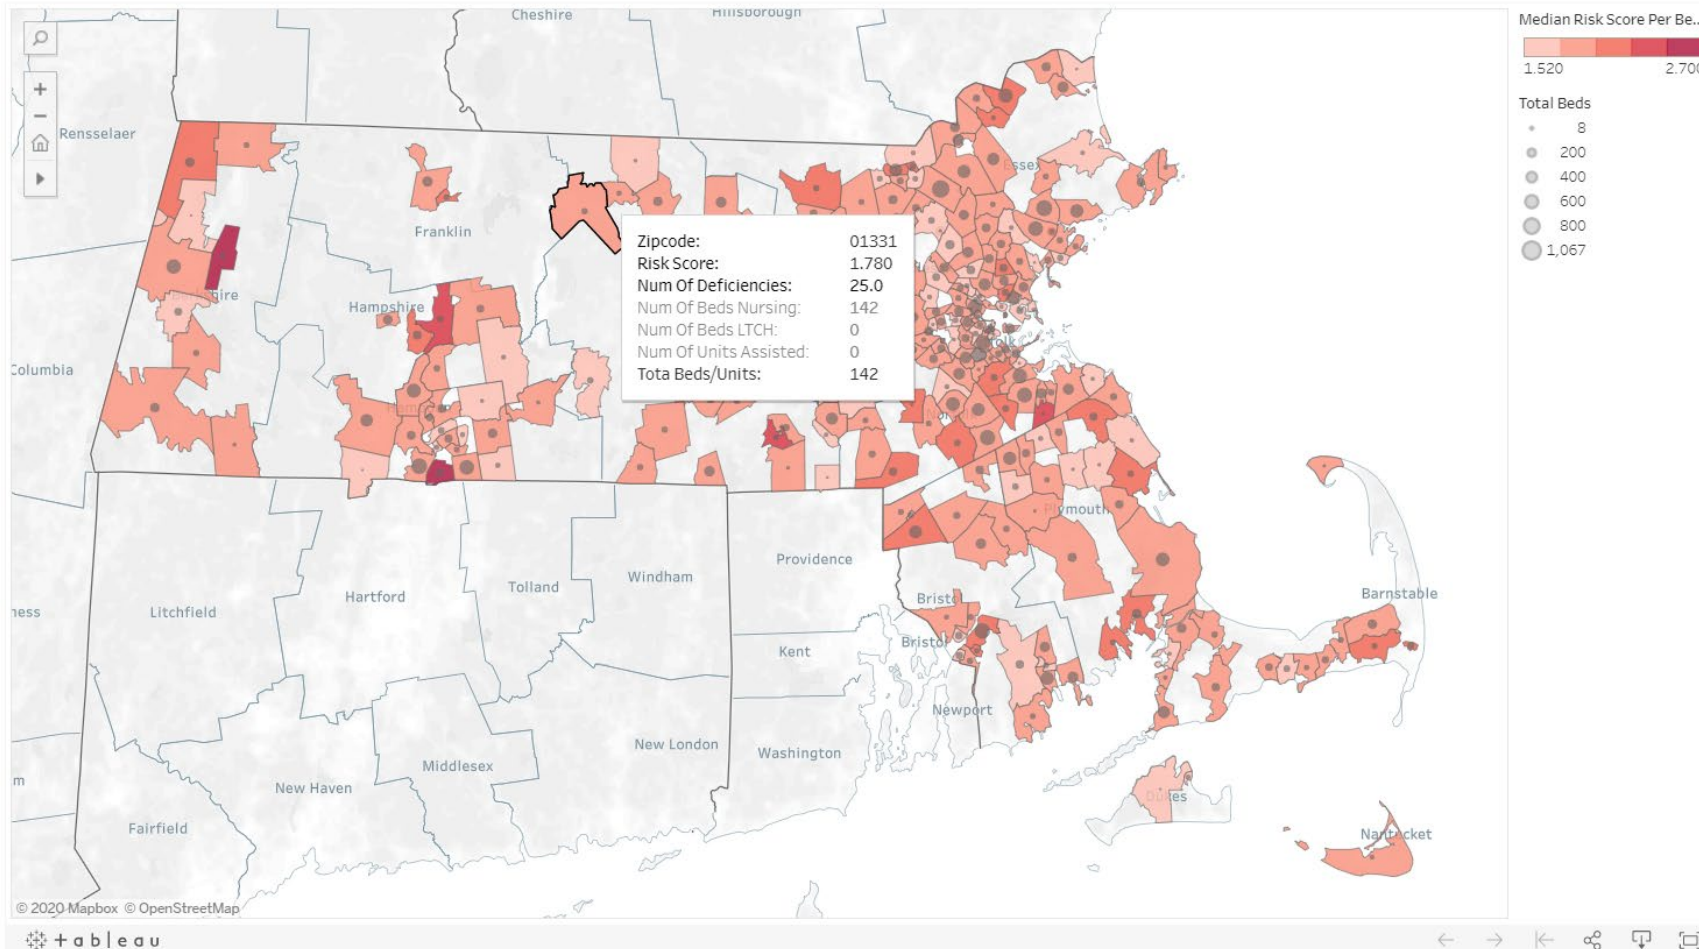 Cheshire
Hillsborough
Rensselaer
Essex
Franklin
Hampshire
Columbia
Plymouth
Providence
Windham
Tolland
Hartford
Litchfield
Barnstable
Bristol
Bristol
Kent
Newport
New London
Washington
Middlesex
New Haven
Fairfield
Dukes
Nantucket
Zipcode: 01331
Risk Score: 1.780
Num Of Deficiencies: 25.0
Num Of Beds Nursing: 142
Num Of Beds LTCH: 0
Num Of Units Assisted: 0
Tota Beds/Units: 142
Median Risk Score Per Be..
1.520 2.700
Total Beds
8
200
400
600
800
1,067
© 2020 Mapbox © OpenStreetMap
+ a b | e a u